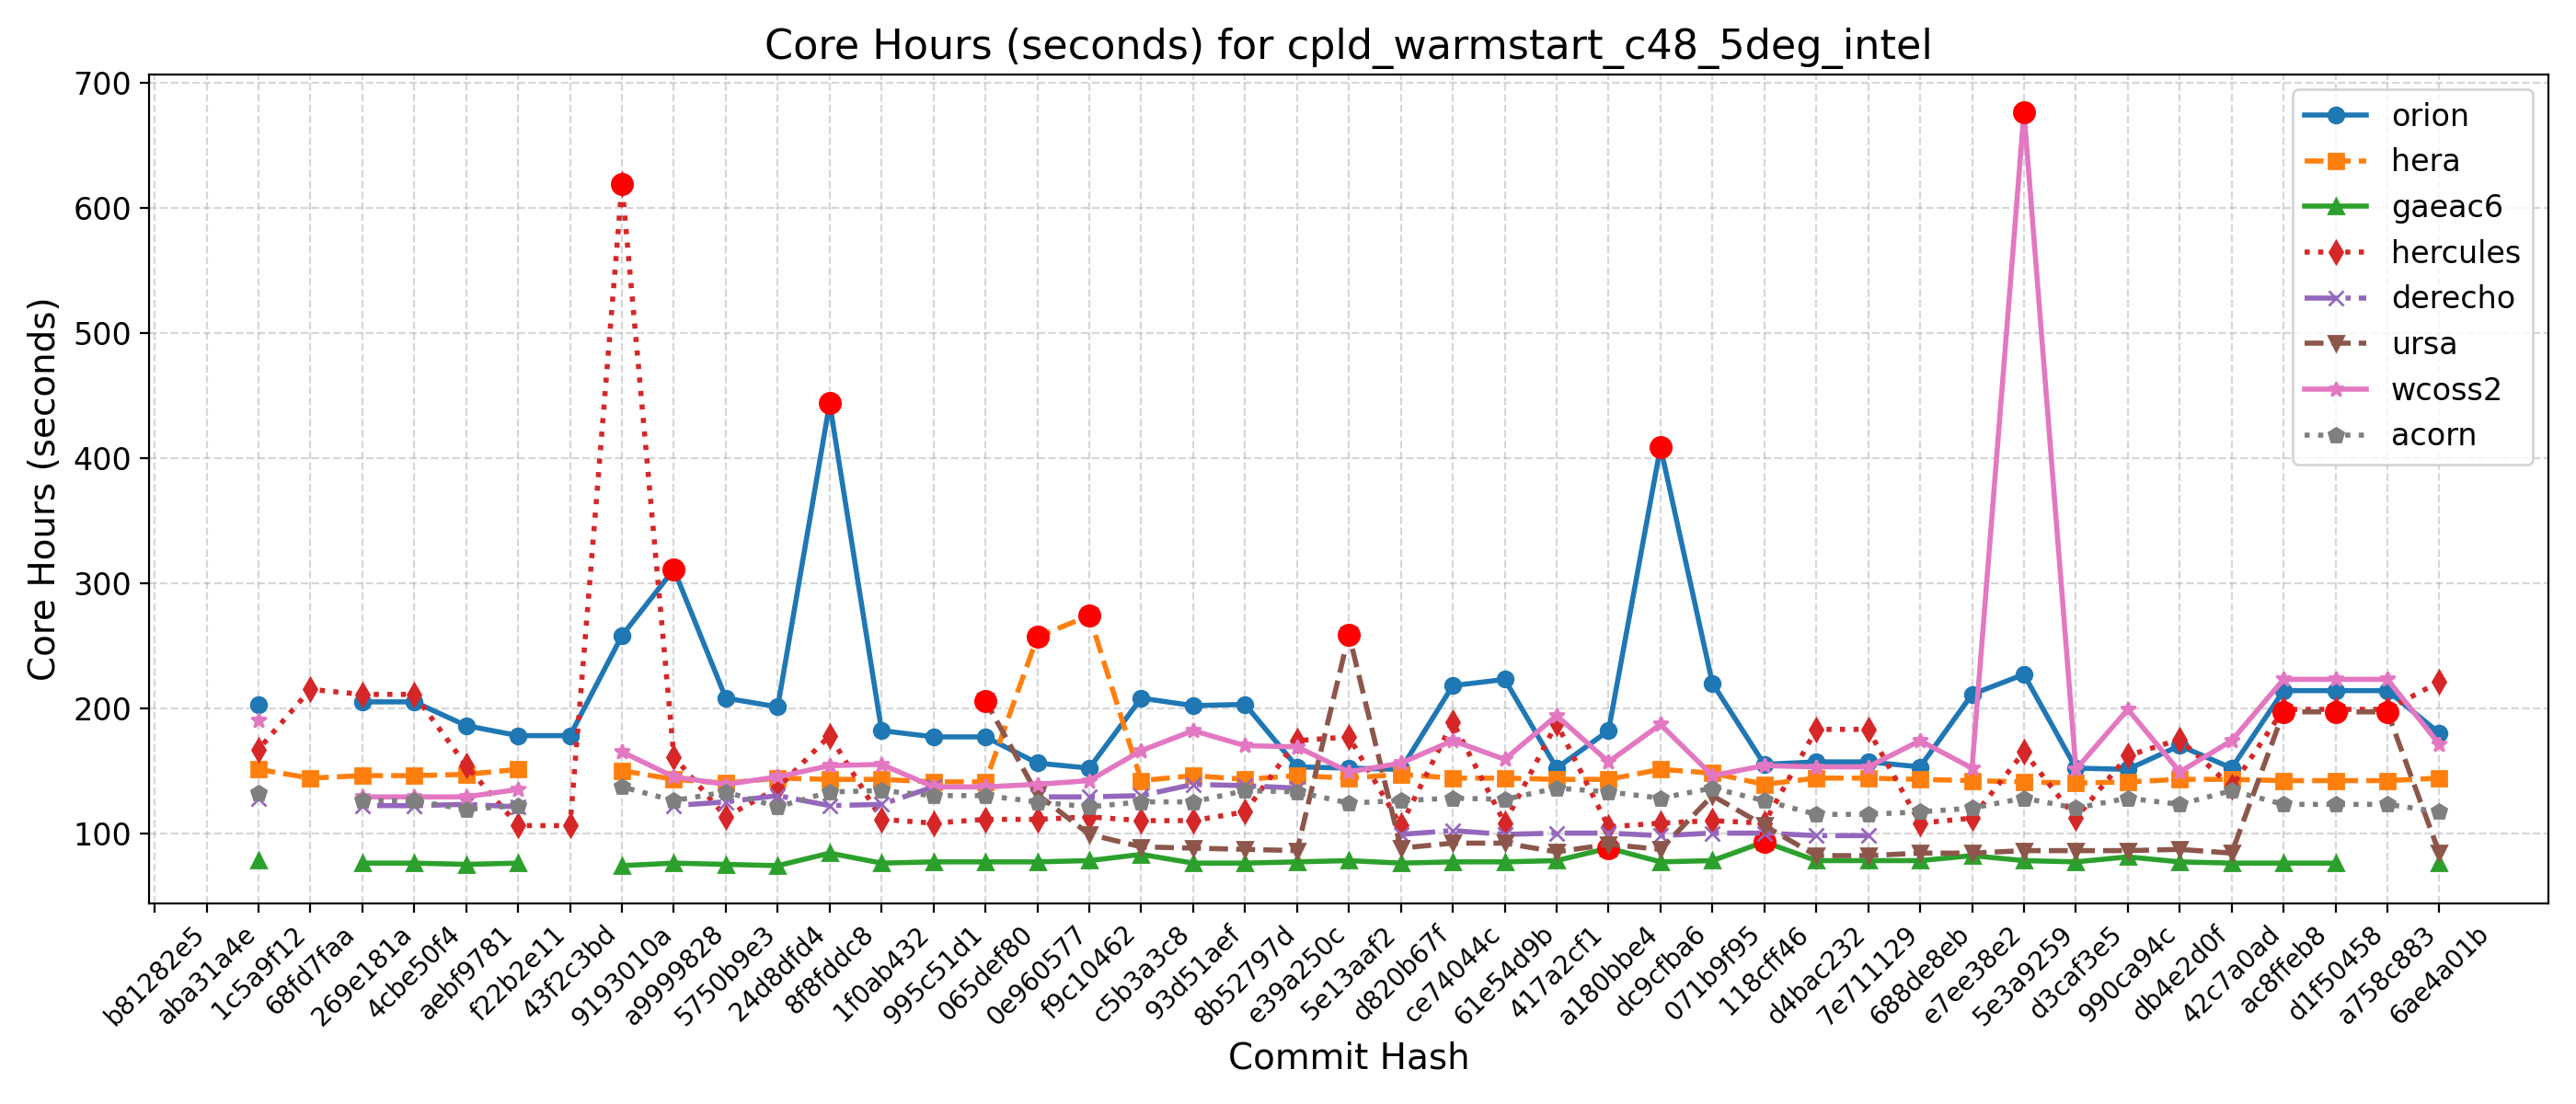 Core Hours (seconds) for cpld_warmstart_c48_5deg_intel
Core Hours (seconds)
700
600
500
400
300
200
100
orion
hera
gaeac6
hercules
derecho
ursa
wcoss2
acorn
b81282e5
aba31a4e
1c5a9f12
68fd7faa
269e181a
4cbe50f4
aebf9781
f22b2e11
43f2c3bd
9193010a
a9999828
5750b9e3
24d8dfd4
8f8fddc8
1f0ab432
995c51d1
065def80
0e960577
f9c10462
c5b3a3c8
93d51aef
8b52797d
e39a250c
5e13aaf2
d820b67f
ce74044c
61e54d9b
417a2cf1
a180bbe4
dc9cfba6
071b9f95
118cff46
d4bac232
7e711129
688de8eb
e7ee38e2
5e3a9259
d3caf3e5
990ca94c
db4e2d0f
42c7a0ad
ac8ffeb8
d1f50458
a758c883
6ae4a01b
Commit Hash